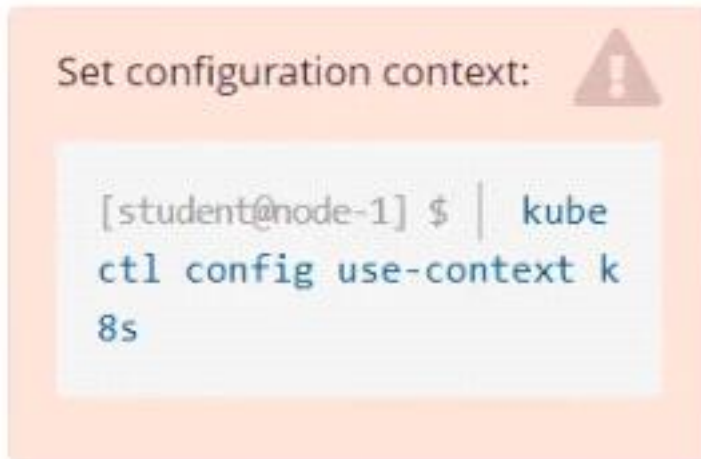 Set configuration context:
[student@node-1] $ | kube
ctl config use-context k
8s